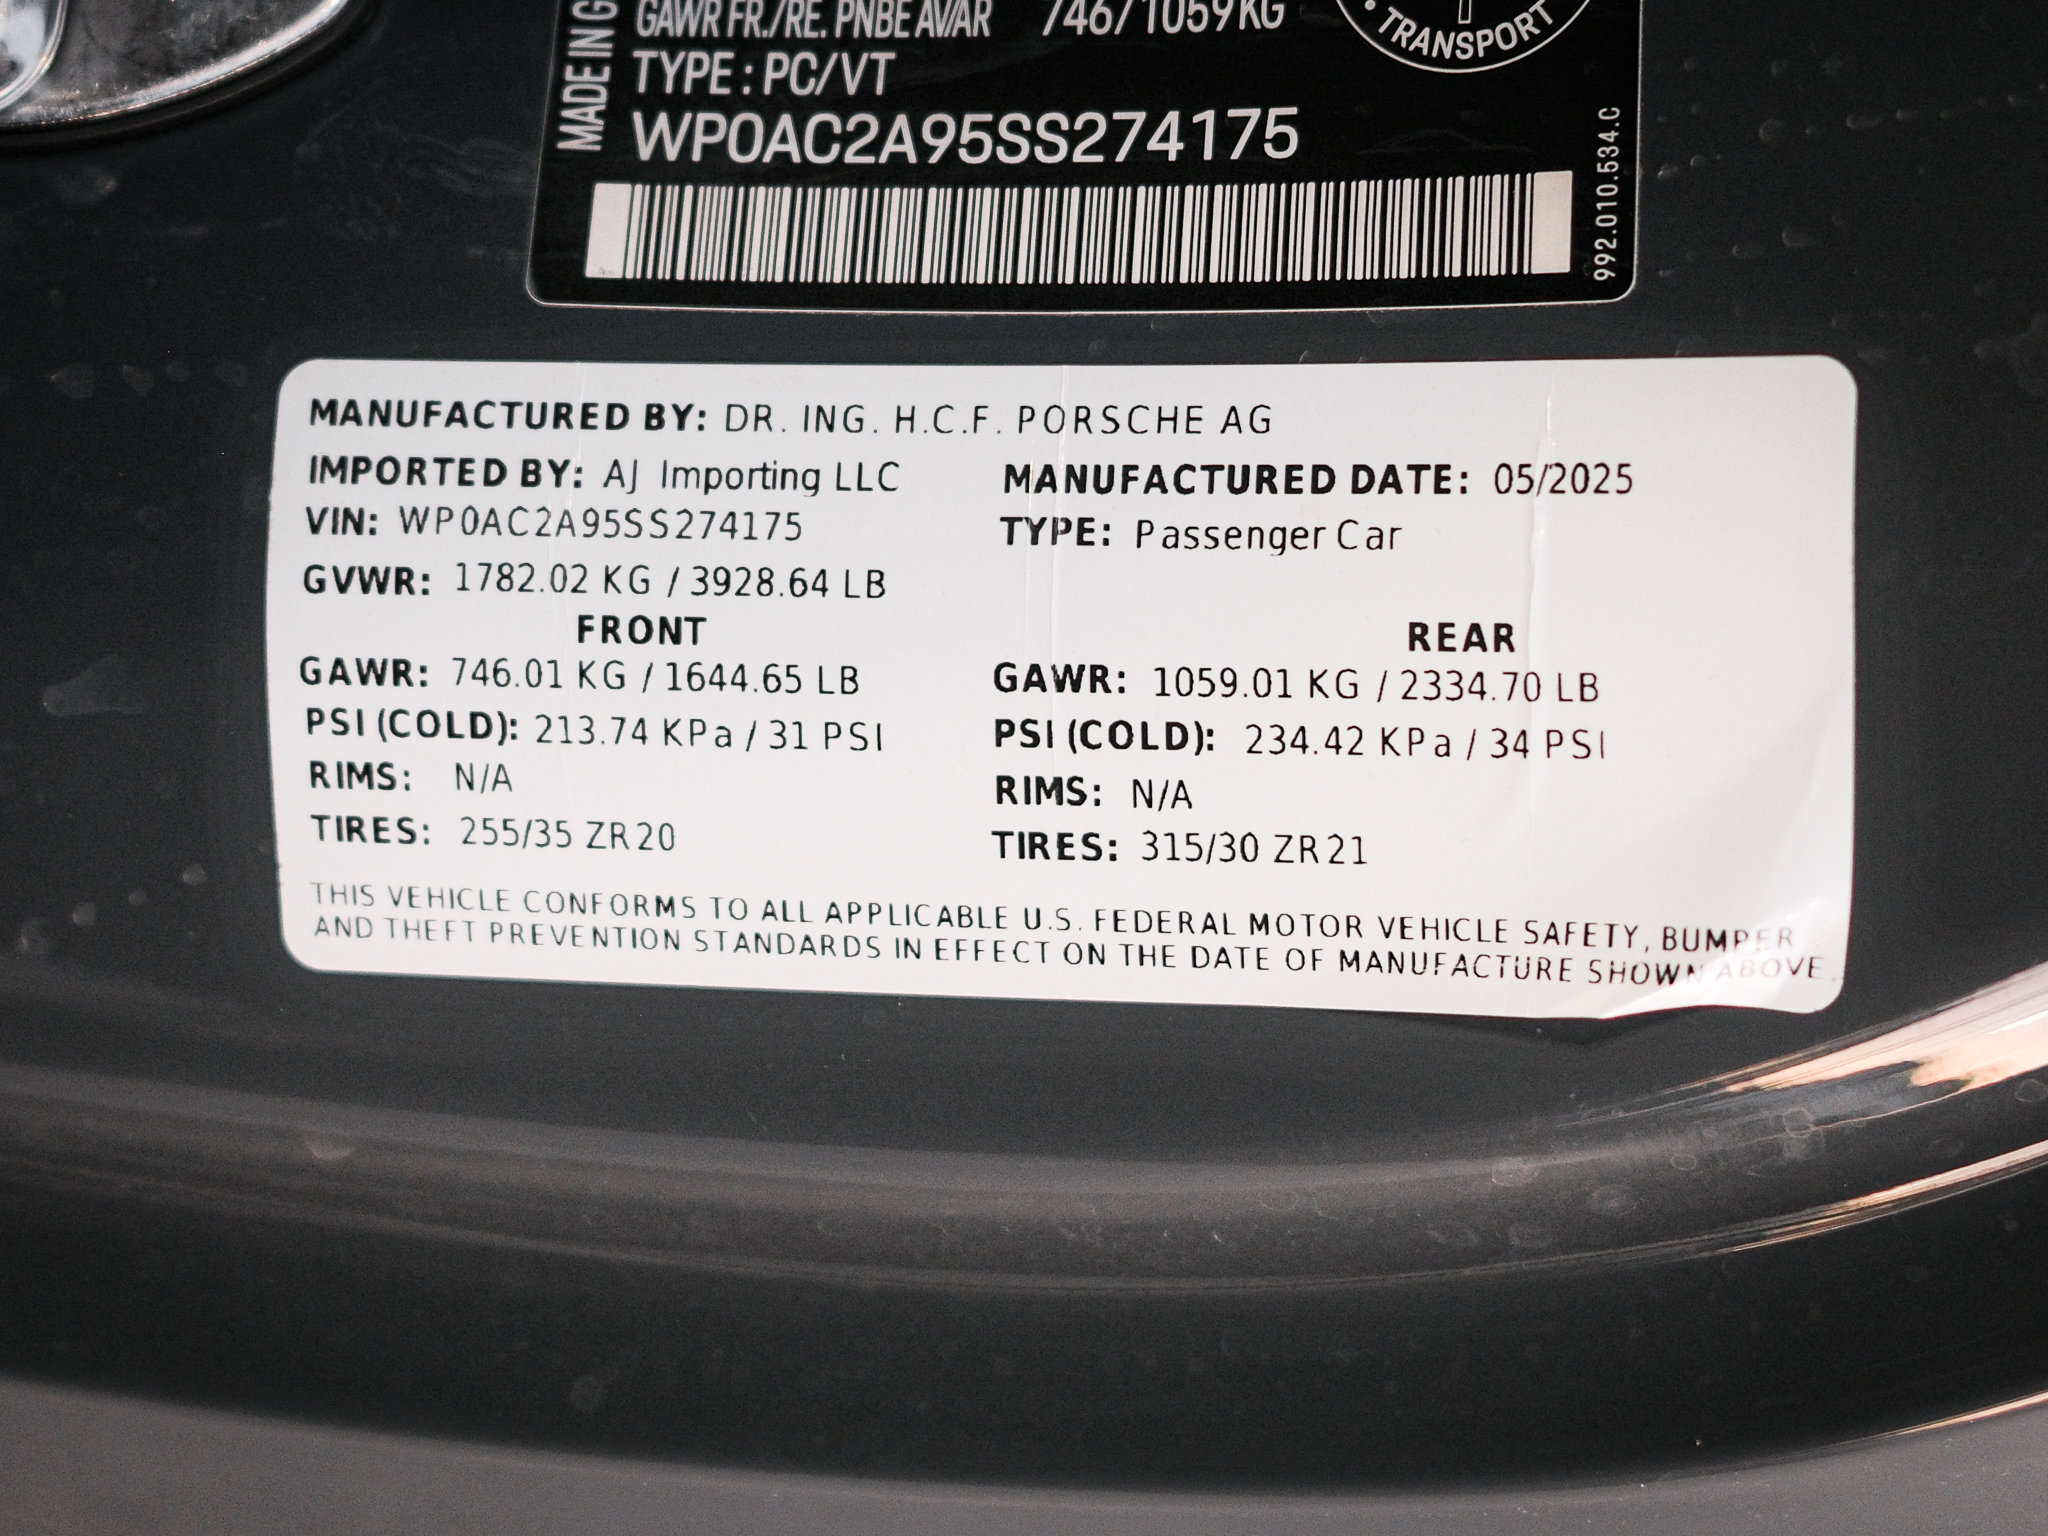 GAWR FR./RE. PNBE AV/AR 746/1059KG
TYPE : PC/VT
WP0AC2A95SS274175
MADE IN G
TRANSPORT
992.010.534.C
MANUFACTURED BY: DR. ING. H.C.F. PORSCHE AG
IMPORTED BY: AJ Importing LLC MANUFACTURED DATE: 05/2025
VIN: WP0AC2A95SS274175 TYPE: Passenger Car
GVWR: 1782.02 KG / 3928.64 LB
FRONT REAR
GAWR: 746.01 KG / 1644.65 LB GAWR: 1059.01 KG / 2334.70 LB
PSI (COLD): 213.74 KPa / 31 PSI PSI (COLD): 234.42 KPa / 34 PSI
RIMS: N/A RIMS: N/A
TIRES: 255/35 ZR20 TIRES: 315/30 ZR21
THIS VEHICLE CONFORMS TO ALL APPLICABLE U.S. FEDERAL MOTOR VEHICLE SAFETY, BUMPER
AND THEFT PREVENTION STANDARDS IN EFFECT ON THE DATE OF MANUFACTURE SHOWN ABOVE.